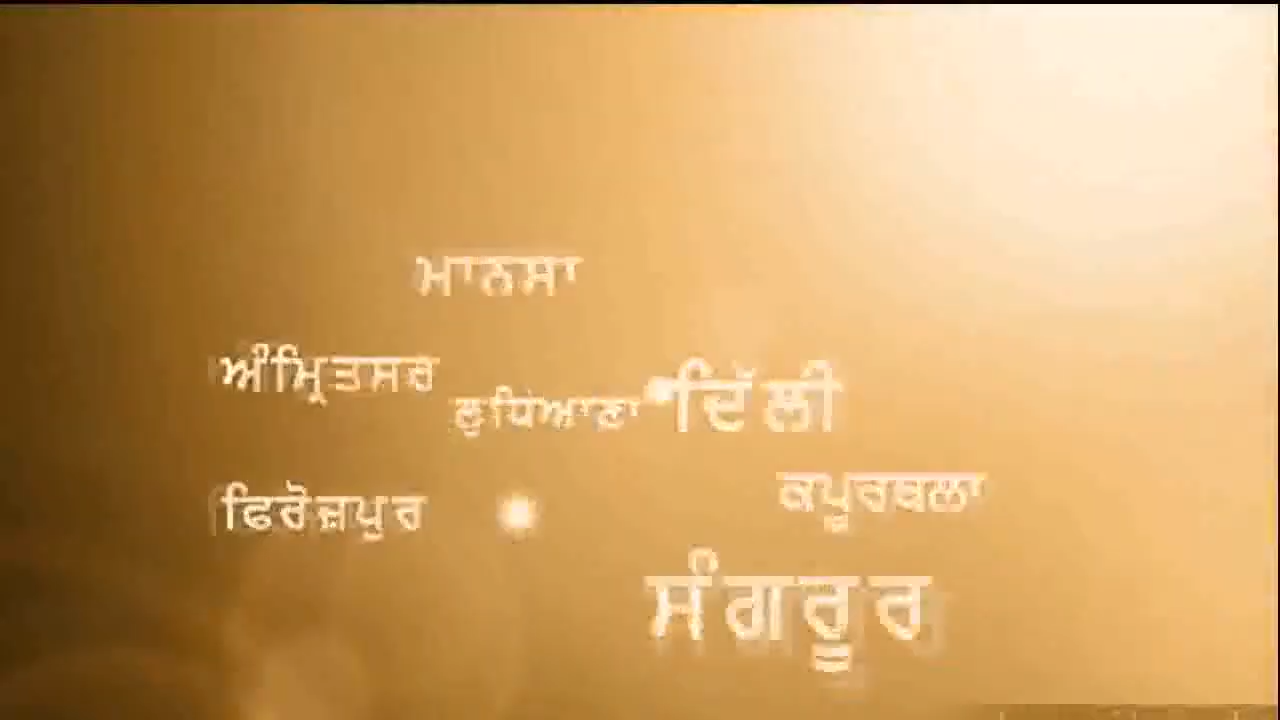 ਮਾਨਸਾ
ਅੰਮ੍ਰਿਤਸਰ
ਲੁਧਿਆਣਾ
ਦਿੱਲੀ
ਫਿਰੋਜ਼ਪੁਰ
ਕਪੂਰਥਲਾ
ਸੰਗਰੂਰ